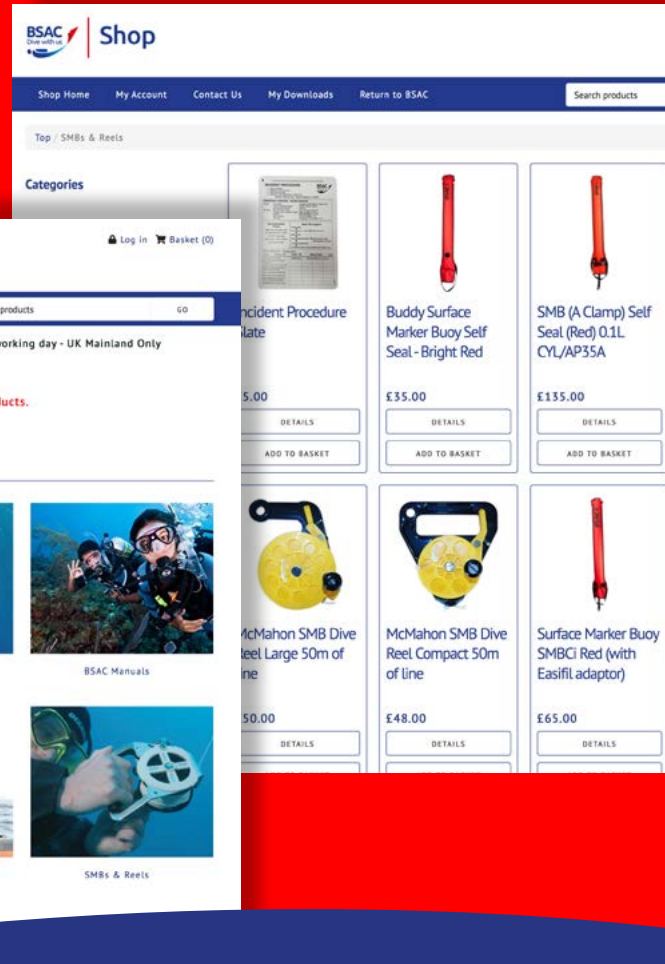 BSAC
Dive with us
Shop
Shop Home My Account Contact Us My Downloads Return to BSAC
Search products
Top / SMBs & Reels
Categories
Log in Basket (0)
products GO
working day - UK Mainland Only
ducts.
BSAC Manuals
SMBs & Reels
ncident Procedure
late
5.00
DETAILS
ADD TO BASKET
Buddy Surface
Marker Buoy Self
Seal - Bright Red
£35.00
DETAILS
ADD TO BASKET
SMB (A Clamp) Self
Seal (Red) 0.1L
CYL/AP35A
£135.00
DETAILS
ADD TO BASKET
McMahon SMB Dive
Reel Large 50m of
ine
50.00
DETAILS
McMahon SMB Dive
Reel Compact 50m
of line
£48.00
DETAILS
Surface Marker Buoy
SMBCi Red (with
Easifil adaptor)
£65.00
DETAILS